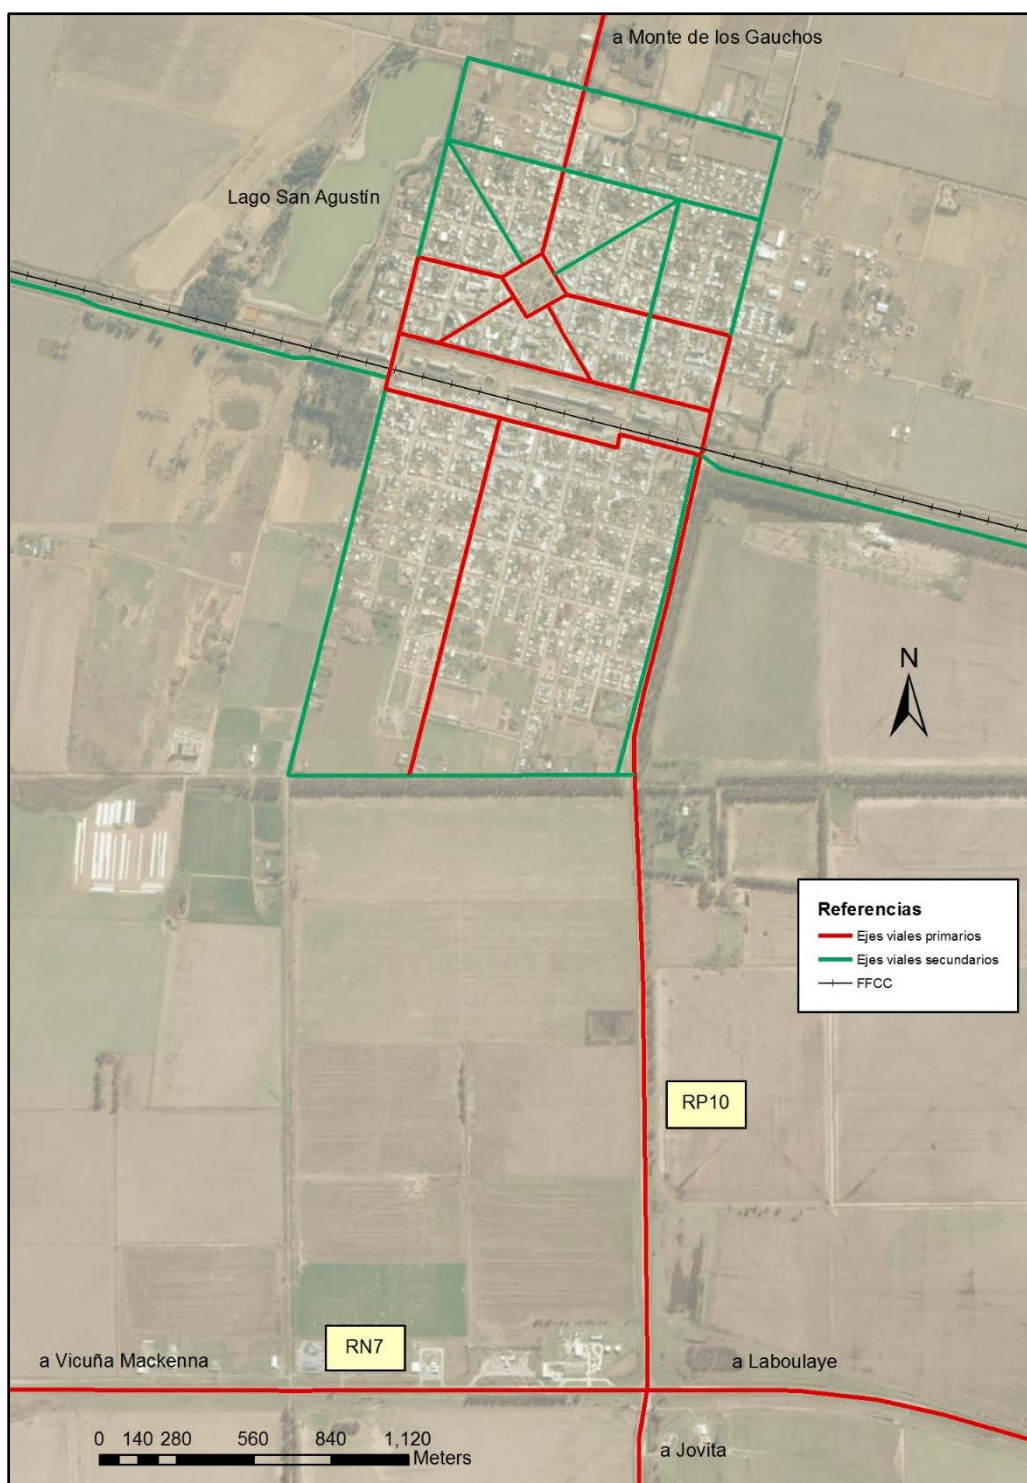 a Monte de los Gauchos
Lago San Agustín
N
Referencias
Ejes viales primarios
Ejes viales secundarios
FFCC
RP10
RN7
a Vicuña Mackenna
a Laboulaye
0 140 280 560 840 1,120
Meters
a Jovita